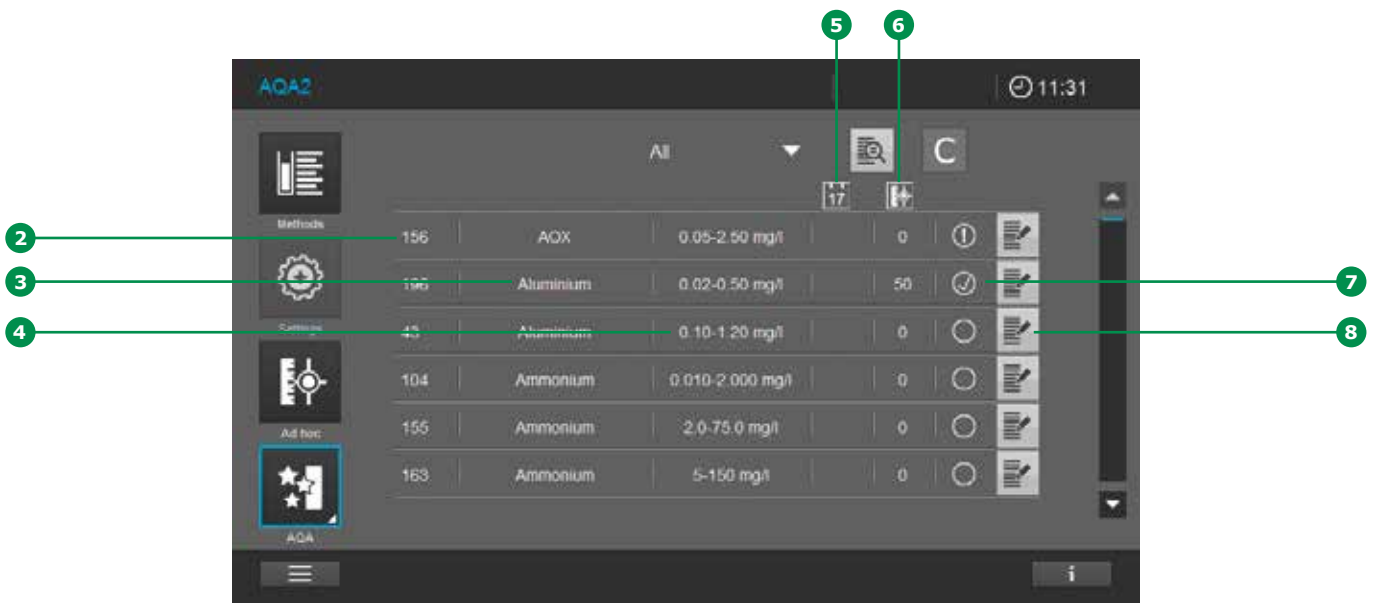 5 6
AQA2 11:31
All C
17
Methods
2 156 AOX 0.05-2.50 mg/l 0
3 196 Aluminium 0.02-0.50 mg/l 50 7
Settings
4 43 Aluminium 0.10-1.20 mg/l 0 8
104 Ammonium 0.010-2.000 mg/l 0
155 Ammonium 2.0-75.0 mg/l 0
Ad hoc
163 Ammonium 5-150 mg/l 0
AQA
i